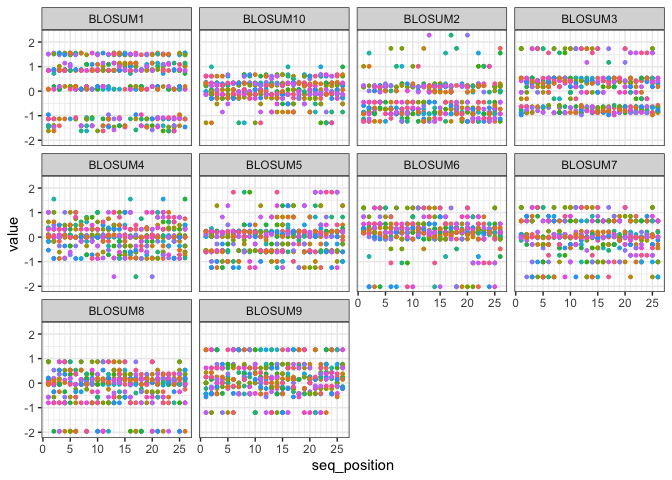 BLOSUM1 BLOSUM10 BLOSUM2 BLOSUM3
2
1
0
-1
-2
BLOSUM4 BLOSUM5 BLOSUM6 BLOSUM7
2
1
0
-1
-2
0 5 10 15 20 25 0 5 10 15 20 25
BLOSUM8 BLOSUM9
2
1
0
-1
-2
0 5 10 15 20 25 0 5 10 15 20 25
value
seq_position